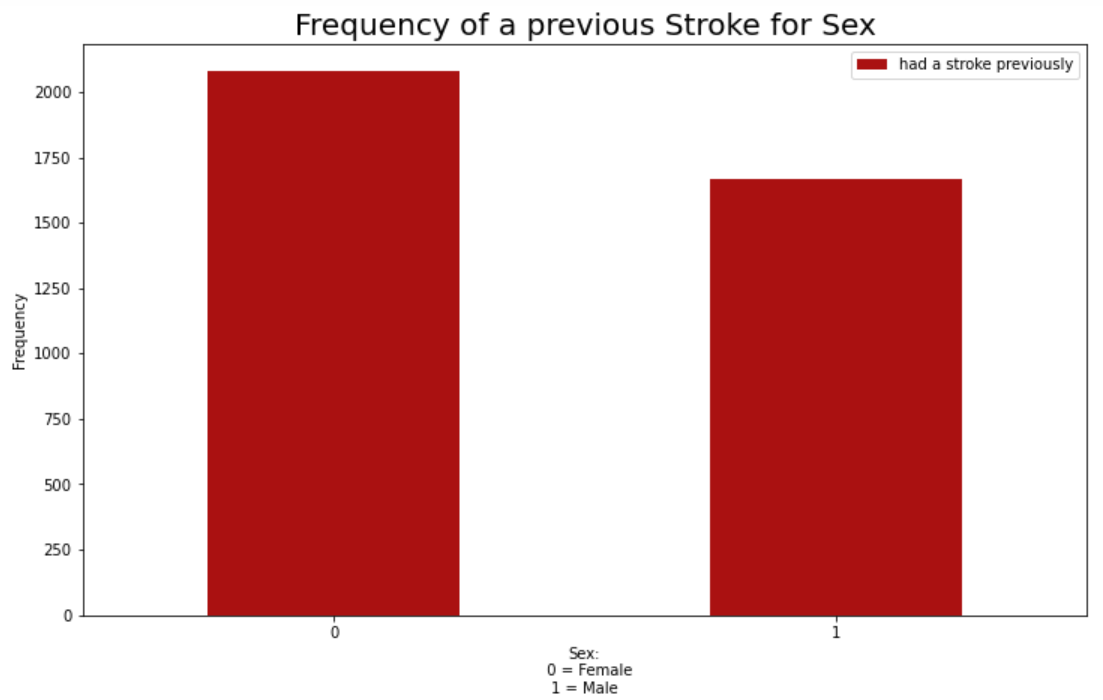 Frequency of a previous Stroke for Sex
had a stroke previously
2000
1750
1500
1250
1000
750
500
250
0
Frequency
0 1
Sex:
0 = Female
1 = Male